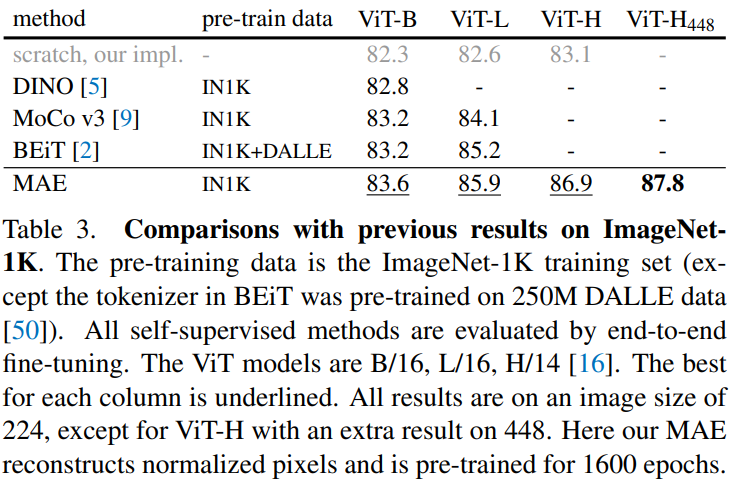 method pre-train data ViT-B ViT-L ViT-H ViT-H448
scratch, our impl. - 82.3 82.6 83.1 -
DINO [5] IN1K 82.8 - - -
MoCo v3 [9] IN1K 83.2 84.1 - -
BEiT [2] IN1K+DALLE 83.2 85.2 - -
MAE IN1K 83.6 85.9 86.9 87.8
Table 3. Comparisons with previous results on ImageNet-
1K. The pre-training data is the ImageNet-1K training set (ex-
cept the tokenizer in BEiT was pre-trained on 250M DALLE data
[50]). All self-supervised methods are evaluated by end-to-end
fine-tuning. The ViT models are B/16, L/16, H/14 [16]. The best
for each column is underlined. All results are on an image size of
224, except for ViT-H with an extra result on 448. Here our MAE
reconstructs normalized pixels and is pre-trained for 1600 epochs.